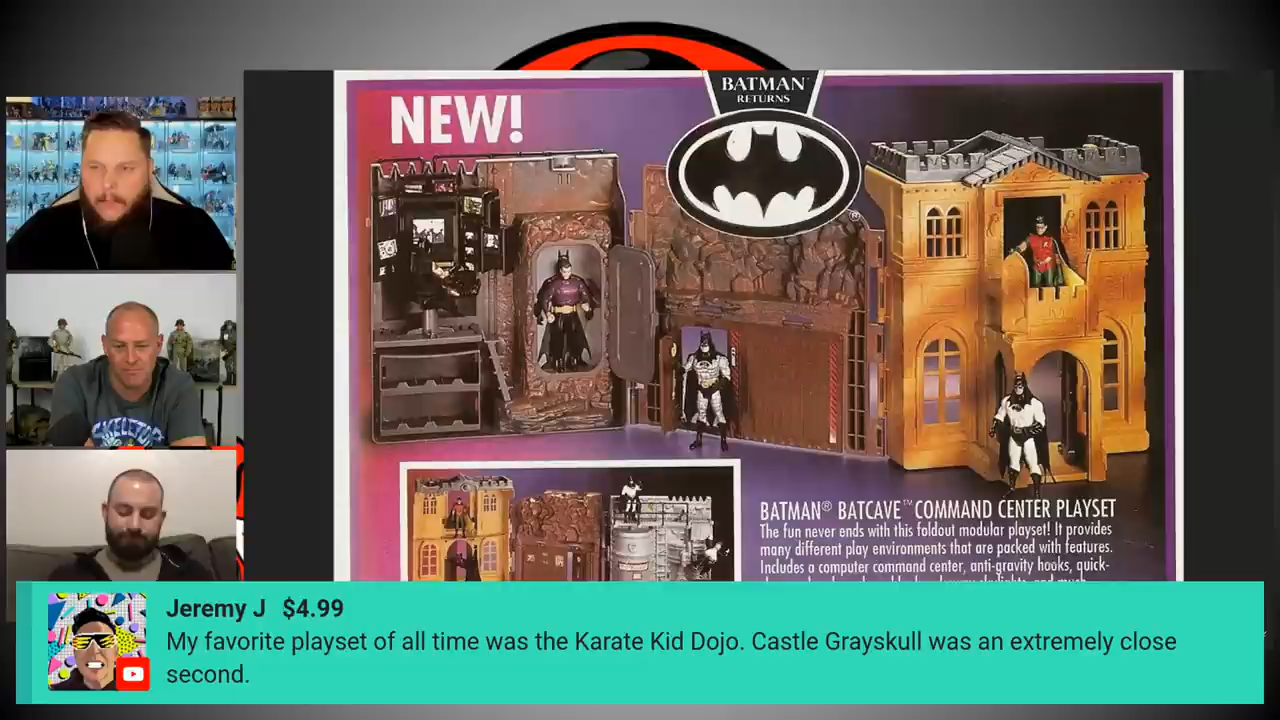 BATMAN
RETURNS
NEW!
BATMAN® BATCAVE™ COMMAND CENTER PLAYSET
The fun never ends with this foldout modular playset! It provides
many different play environments that are packed with features.
Includes a computer command center, anti-gravity hooks, quick-
Jeremy J $4.99
My favorite playset of all time was the Karate Kid Dojo. Castle Grayskull was an extremely close
second.